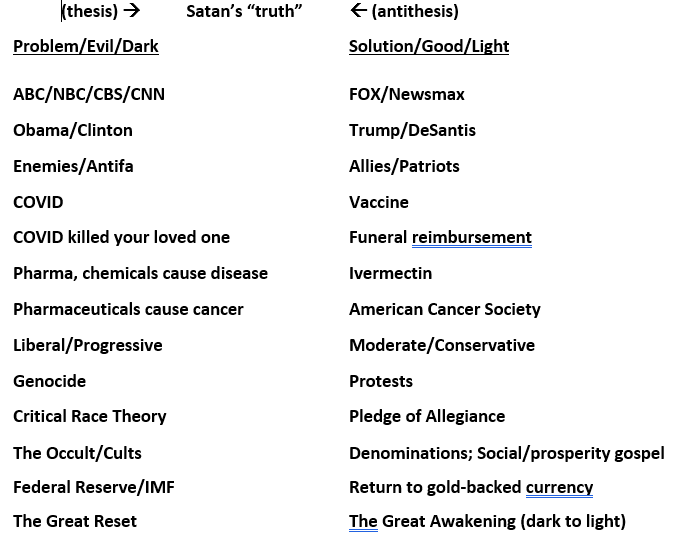 (thesis) → Satan's "truth" ← (antithesis)
Problem/Evil/Dark Solution/Good/Light
ABC/NBC/CBS/CNN FOX/Newsmax
Obama/Clinton Trump/DeSantis
Enemies/Antifa Allies/Patriots
COVID Vaccine
COVID killed your loved one Funeral reimbursement
Pharma, chemicals cause disease Ivermectin
Pharmaceuticals cause cancer American Cancer Society
Liberal/Progressive Moderate/Conservative
Genocide Protests
Critical Race Theory Pledge of Allegiance
The Occult/Cults Denominations; Social/prosperity gospel
Federal Reserve/IMF Return to gold-backed currency
The Great Reset The Great Awakening (dark to light)